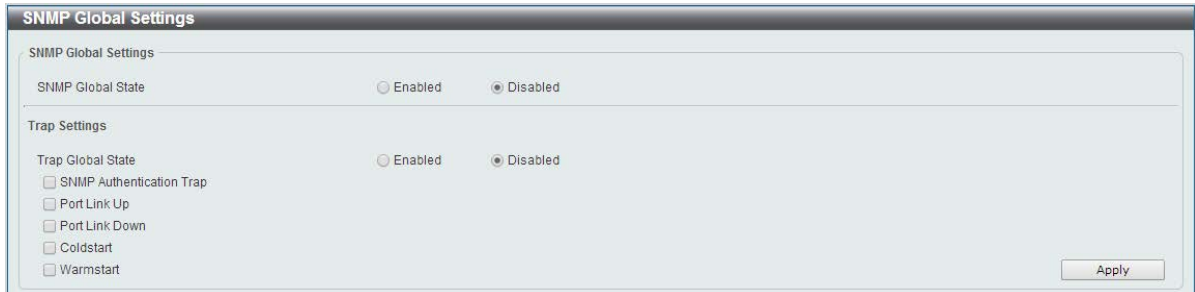 SNMP Global Settings
SNMP Global Settings
SNMP Global State Enabled Disabled
Trap Settings
Trap Global State Enabled Disabled
SNMP Authentication Trap
Port Link Up
Port Link Down
Coldstart
Warmstart
Apply